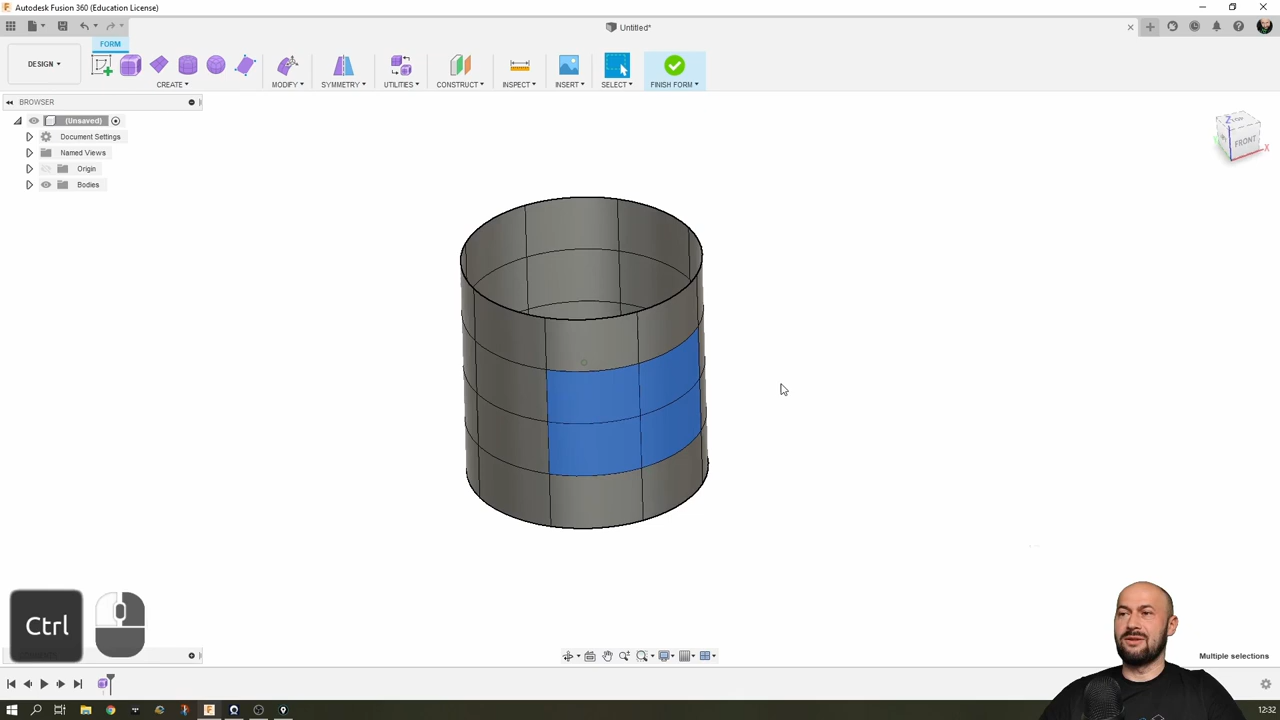 Autodesk Fusion 360 (Education License)
Untitled*
FORM
DESIGN
CREATE
MODIFY
SYMMETRY
UTILITIES
CONSTRUCT
INSPECT
INSERT
SELECT
FINISH FORM
BROWSER
(Unsaved)
Document Settings
Named Views
Origin
Bodies
Z
FRONT
X
Ctrl
Multiple selections
12:32